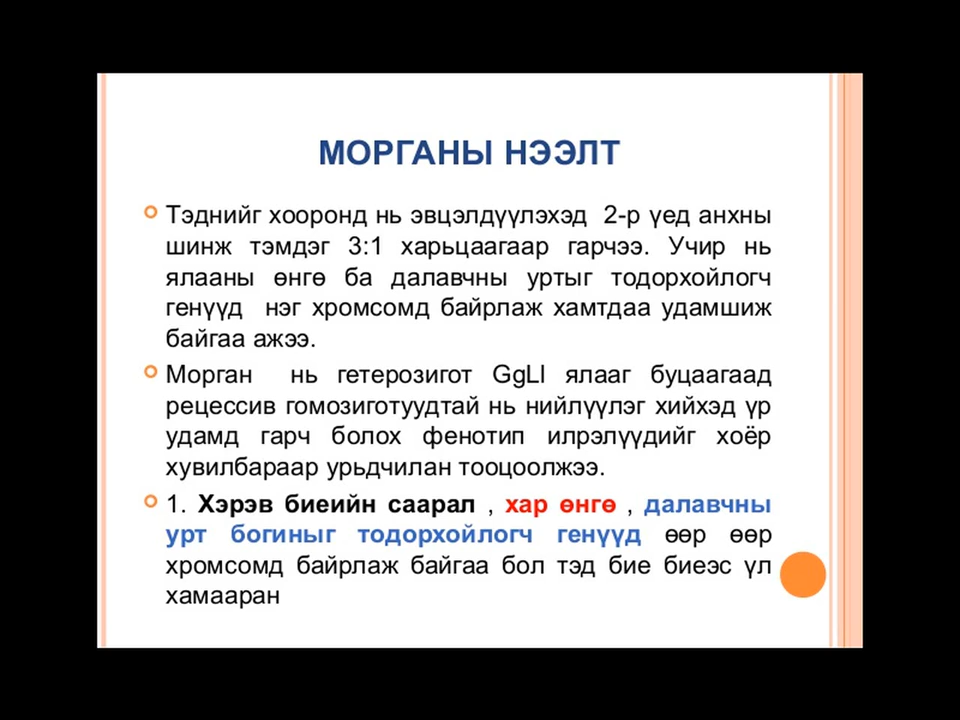 МОРГАНЫ НЭЭЛТ
Тэднийг хооронд нь эвцэлдүүлэхэд 2-р үед анхны
шинж тэмдэг 3:1 харьцаагаар гарчээ. Учир нь
ялааны өнгө ба далавчны уртыг тодорхойлогч
генүүд нэг хромсомд байрлаж хамтдаа удамшиж
байгаа ажээ.
Морган нь гетерозигот GgLl ялааг буцаагаад
рецессив гомозиготуудтай нь нийлүүлэг хийхэд үр
удамд гарч болох фенотип илрэлүүдийг хоёр
хувилбараар урьдчилан тооцоолжээ.
1. Хэрэв биеийн саарал , хар өнгө , далавчны
урт богиныг тодорхойлогч генүүд өөр өөр
хромсомд байрлаж байгаа бол тэд бие биеэс үл
хамааран